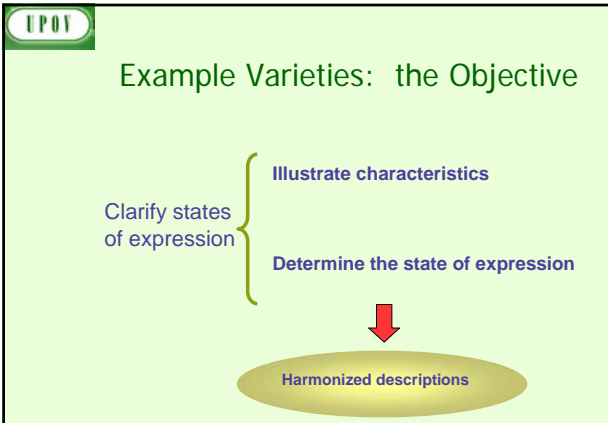 UPOV
Example Varieties: the Objective
Illustrate characteristics
Clarify states
of expression
Determine the state of expression
Harmonized descriptions